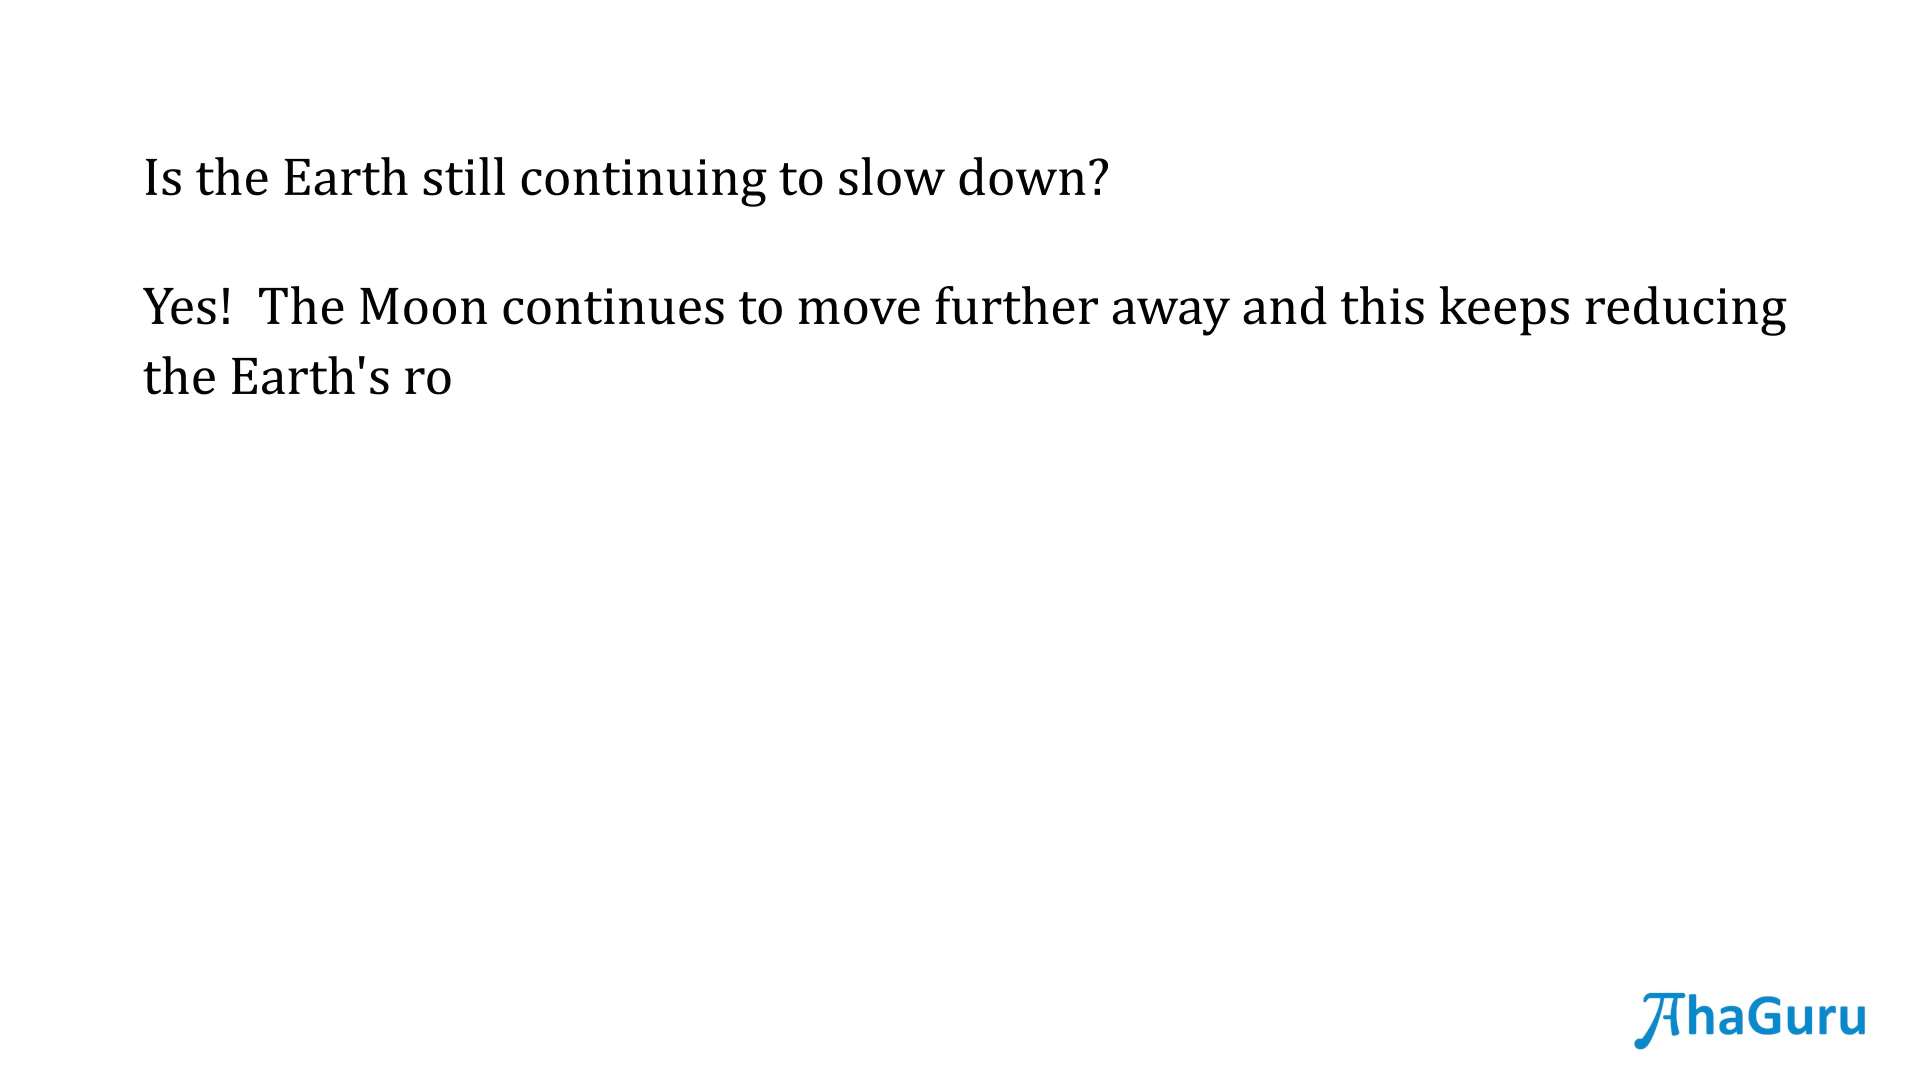 Is the Earth still continuing to slow down?
Yes!  The Moon continues to move further away and this keeps reducing
the Earth's ro
AhaGuru